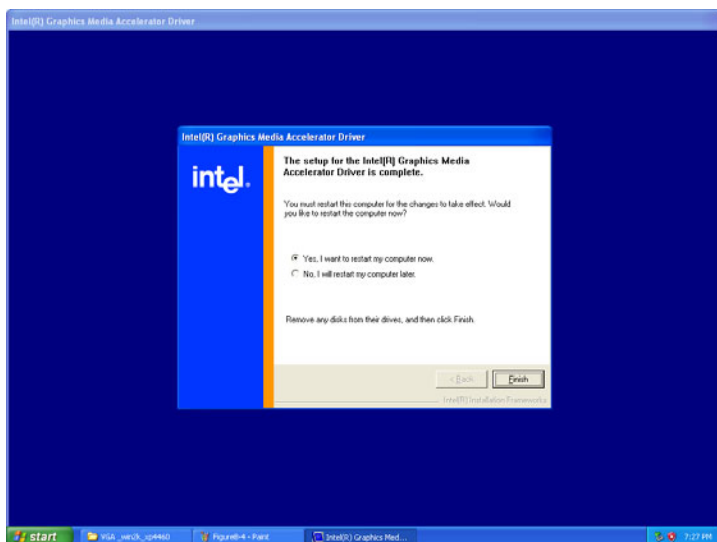 Intel(R) Graphics Media Accelerator Driver
Intel(R) Graphics Media Accelerator Driver
intel.
The setup for the Intel(R) Graphics Media
Accelerator Driver is complete.
You must restart this computer for the changes to take effect. Would
you like to restart the computer now?
Yes, I want to restart my computer now.
No, I will restart my computer later.
Remove any disks from their drives, and then click Finish.
< Back
Finish
Intel(R) Installation Frameworks
start
VGA_win2k_xp4460
Figure8-4 - Paint
Intel(R) Graphics Med...
7:27 PM